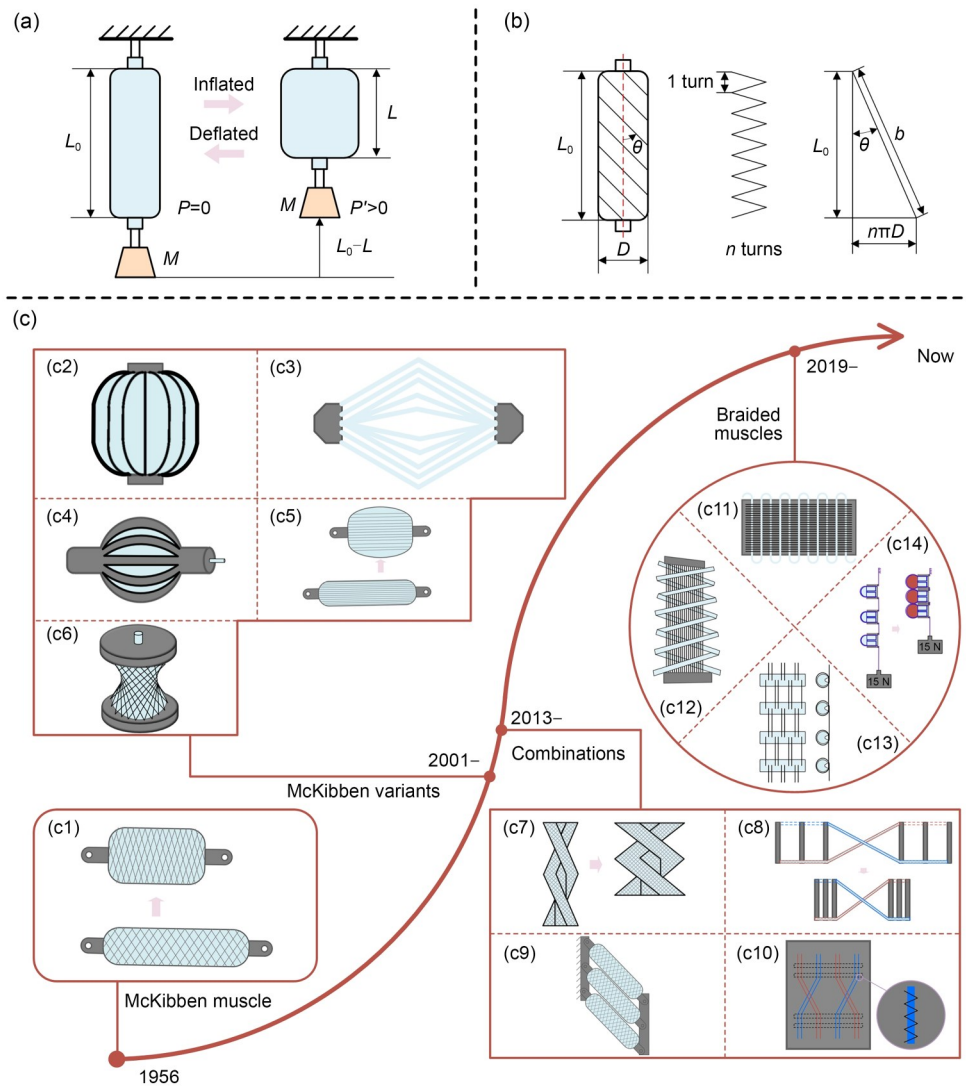 (a)
Inflated
Deflated
L₀
L
P=0
M
M
P'>0
L₀−L
(b)
1 turn
L₀
θ
D
n turns
L₀
θ
b
nπD
(c)
(c2)
(c3)
(c4)
(c5)
(c6)
Now
2019−
Braided
muscles
(c11)
(c14)
15 N
15 N
(c12)
(c13)
2013−
Combinations
2001−
McKibben variants
(c1)
McKibben muscle
1956
(c7)
(c8)
(c9)
(c10)